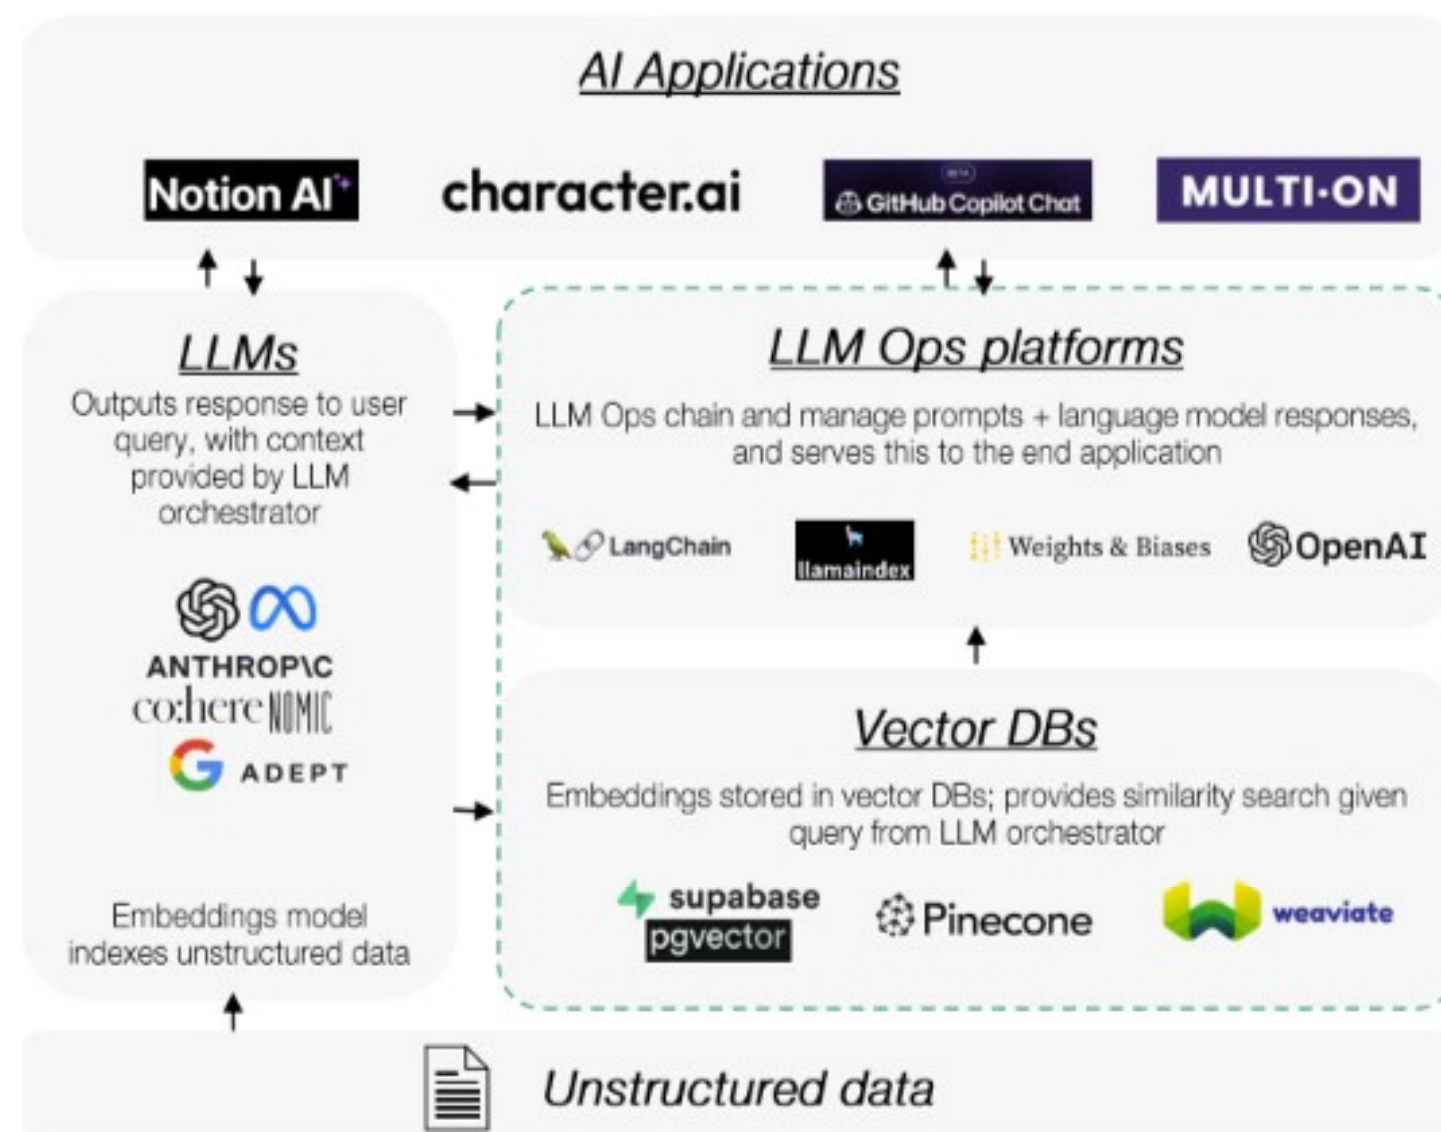 AI Applications
Notion AI
character.ai
BETA
GitHub Copilot Chat
MULTI·ON
LLMs
Outputs response to user
query, with context
provided by LLM
orchestrator
ANTHROP\C
co:here NOMIC
ADEPT
Embeddings model
indexes unstructured data
LLM Ops platforms
LLM Ops chain and manage prompts + language model responses,
and serves this to the end application
LangChain
llamaindex
Weights & Biases
OpenAI
Vector DBs
Embeddings stored in vector DBs; provides similarity search given
query from LLM orchestrator
supabase
pgvector
Pinecone
weaviate
Unstructured data